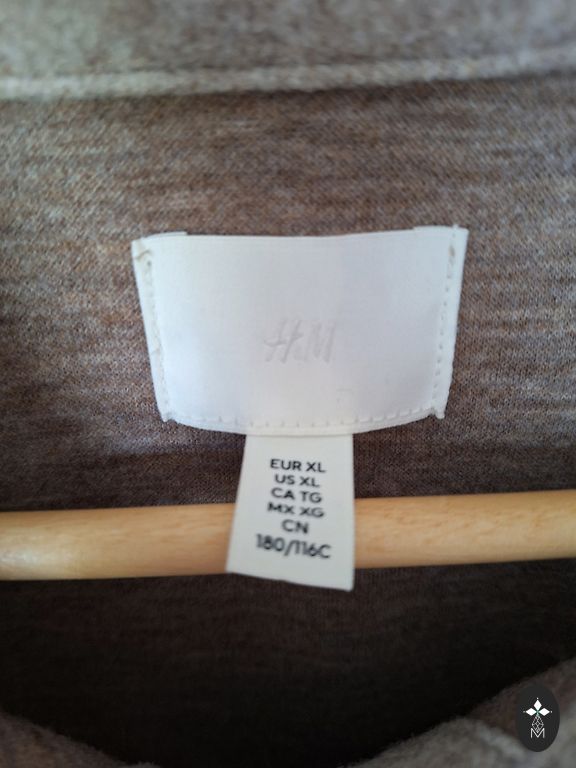 H&M
EUR XL
US XL
CA TG
MX XG
CN
180/116C
M